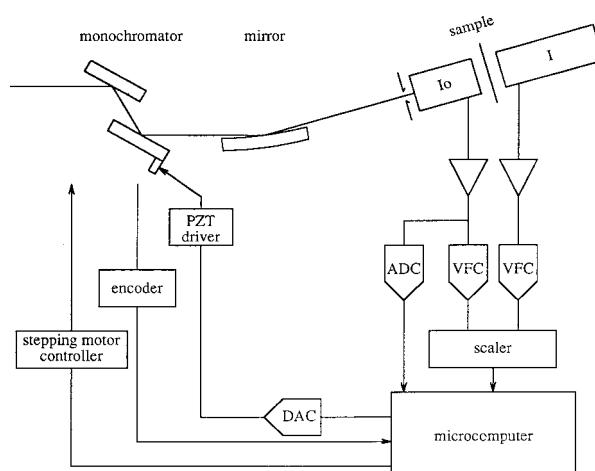 monochromator
mirror
sample
Io
I
PZT
driver
ADC
VFC
VFC
encoder
stepping motor
controller
scaler
DAC
microcomputer